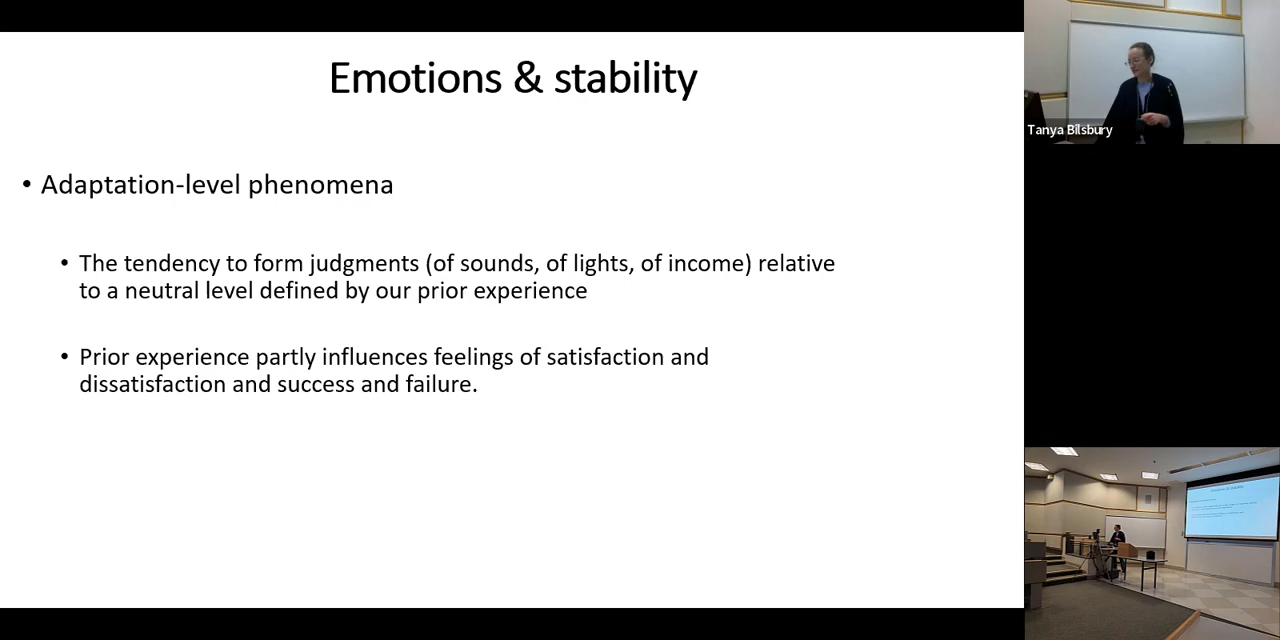 Emotions & stability
• Adaptation-level phenomena
• The tendency to form judgments (of sounds, of lights, of income) relative
to a neutral level defined by our prior experience
• Prior experience partly influences feelings of satisfaction and
dissatisfaction and success and failure.
Tanya Bilsbury